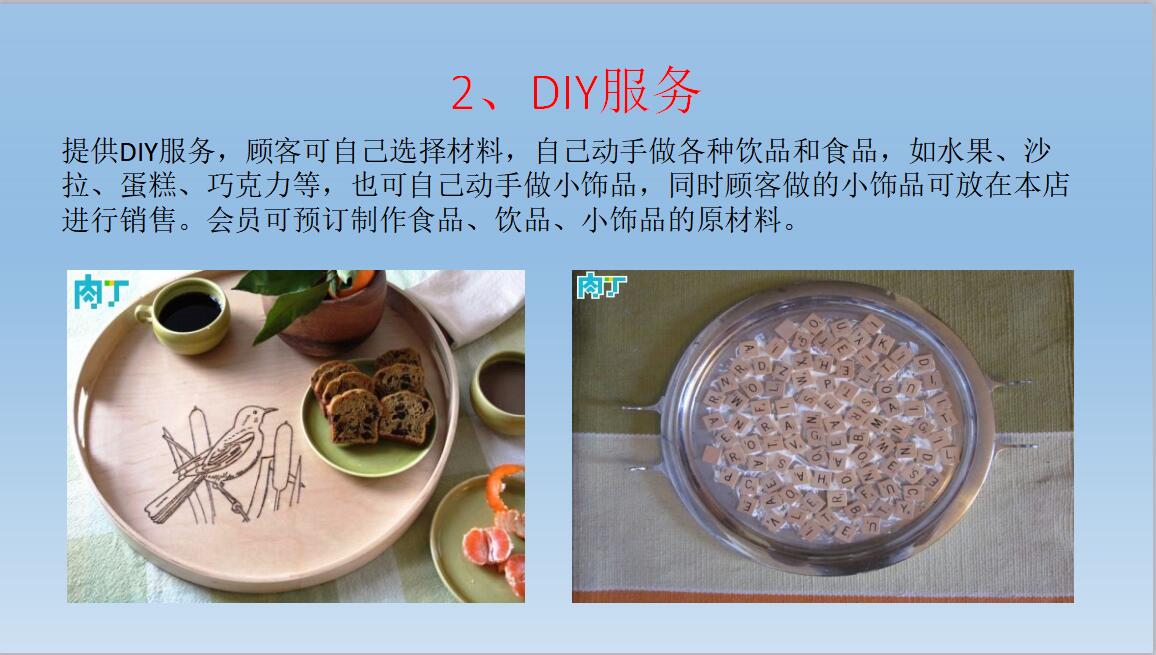 2、DIY服务
提供DIY服务，顾客可自己选择材料，自己动手做各种饮品和食品，如水果、沙
拉、蛋糕、巧克力等，也可自己动手做小饰品，同时顾客做的小饰品可放在本店
进行销售。会员可预订制作食品、饮品、小饰品的原材料。
肉丁
肉丁